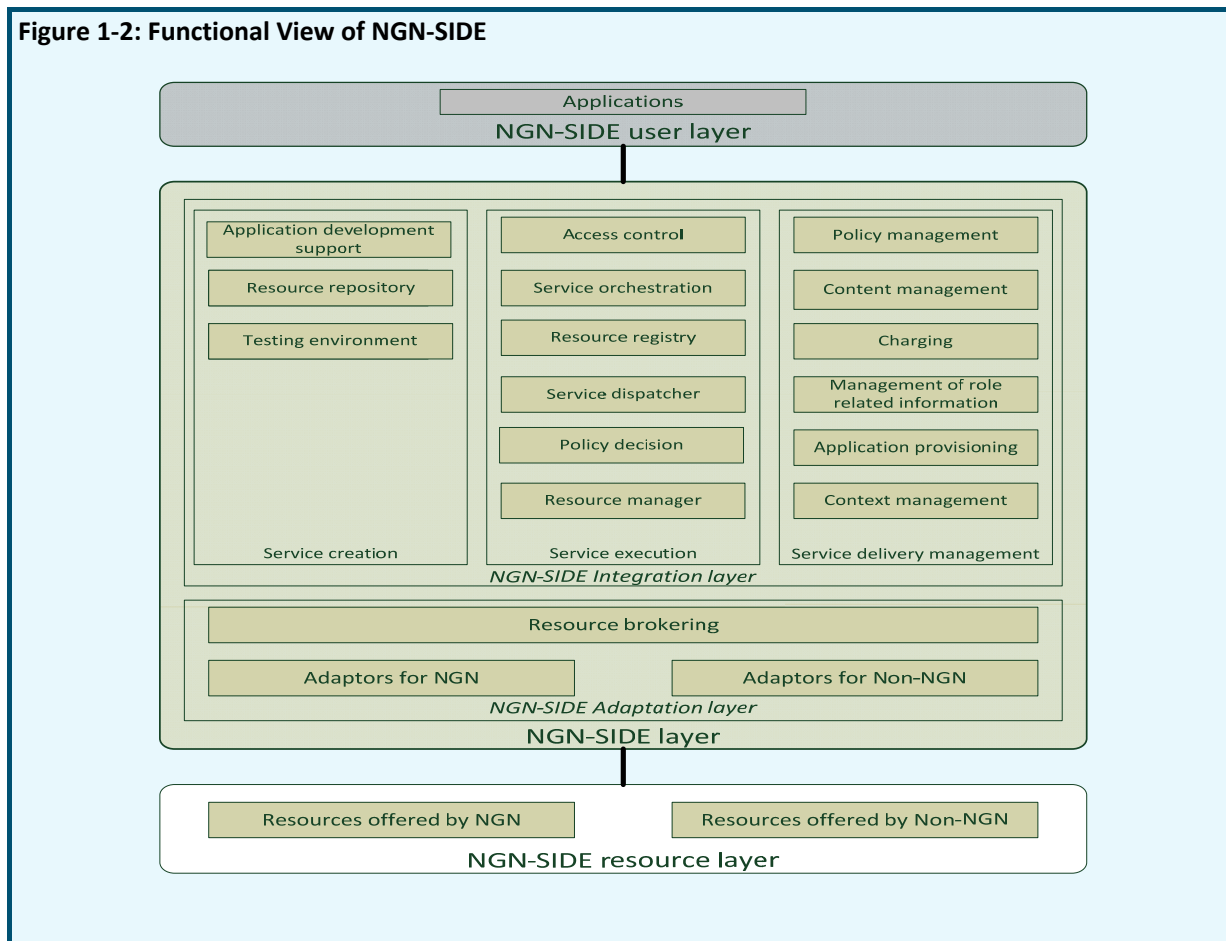 Figure 1-2: Functional View of NGN-SIDE
Applications
NGN-SIDE user layer
Application development
support
Resource repository
Testing environment
Service creation
Access control
Service orchestration
Resource registry
Service dispatcher
Policy decision
Resource manager
Service execution
Policy management
Content management
Charging
Management of role
related information
Application provisioning
Context management
Service delivery management
NGN-SIDE Integration layer
Resource brokering
Adaptors for NGN
Adaptors for Non-NGN
NGN-SIDE Adaptation layer
NGN-SIDE layer
Resources offered by NGN
Resources offered by Non-NGN
NGN-SIDE resource layer